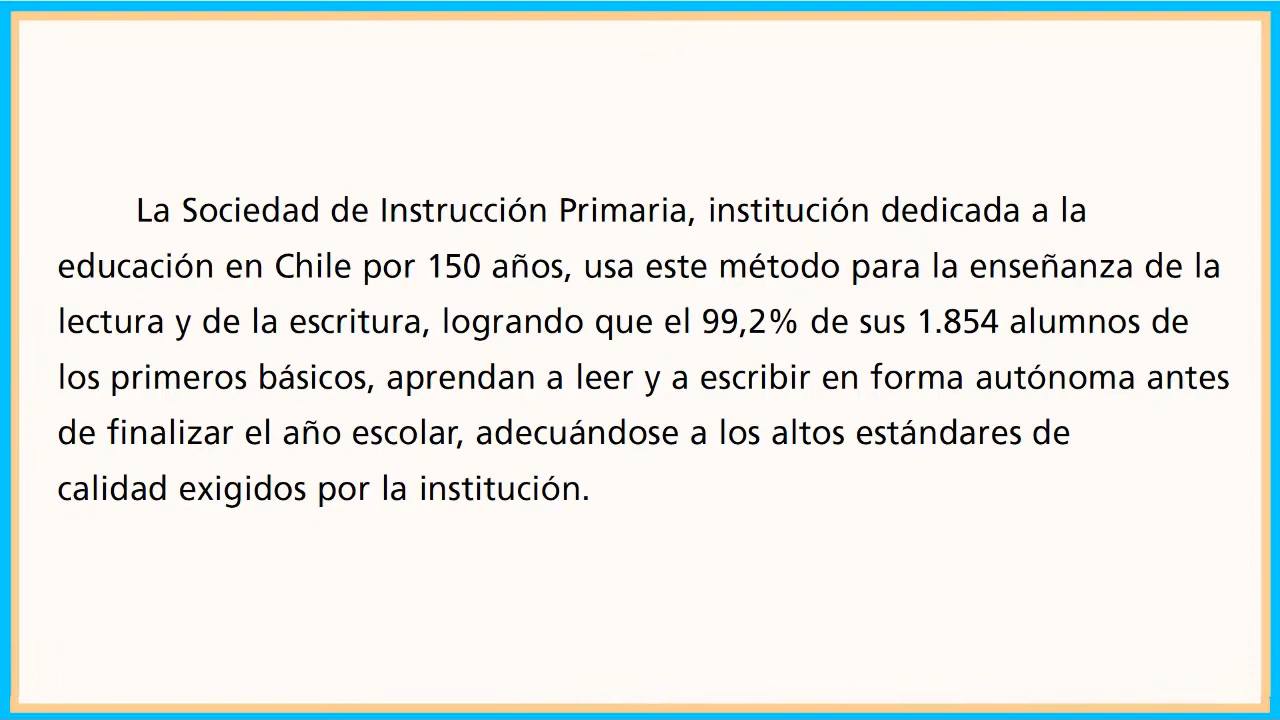 La Sociedad de Instrucción Primaria, institución dedicada a la
educación en Chile por 150 años, usa este método para la enseñanza de la
lectura y de la escritura, logrando que el 99,2% de sus 1.854 alumnos de
los primeros básicos, aprendan a leer y a escribir en forma autónoma antes
de finalizar el año escolar, adecuándose a los altos estándares de
calidad exigidos por la institución.